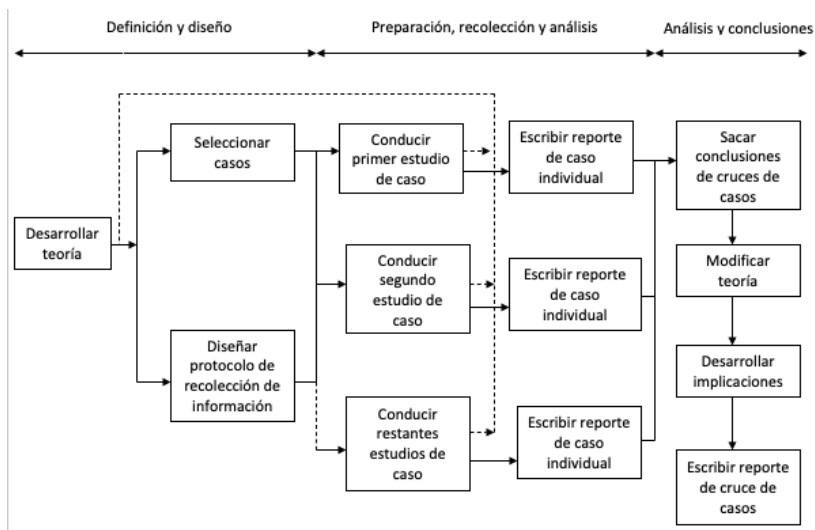 Definición y diseño
Preparación, recolección y análisis
Análisis y conclusiones
Desarrollar
teoría
Seleccionar
casos
Diseñar
protocolo de
recolección de
información
Conducir
primer estudio
de caso
Escribir reporte
de caso
individual
Conducir
segundo
estudio de
caso
Escribir reporte
de caso
individual
Conducir
restantes
estudios de
caso
Escribir reporte
de caso
individual
Sacar
conclusiones
de cruces de
casos
Modificar
teoría
Desarrollar
implicaciones
Escribir reporte
de cruce de
casos